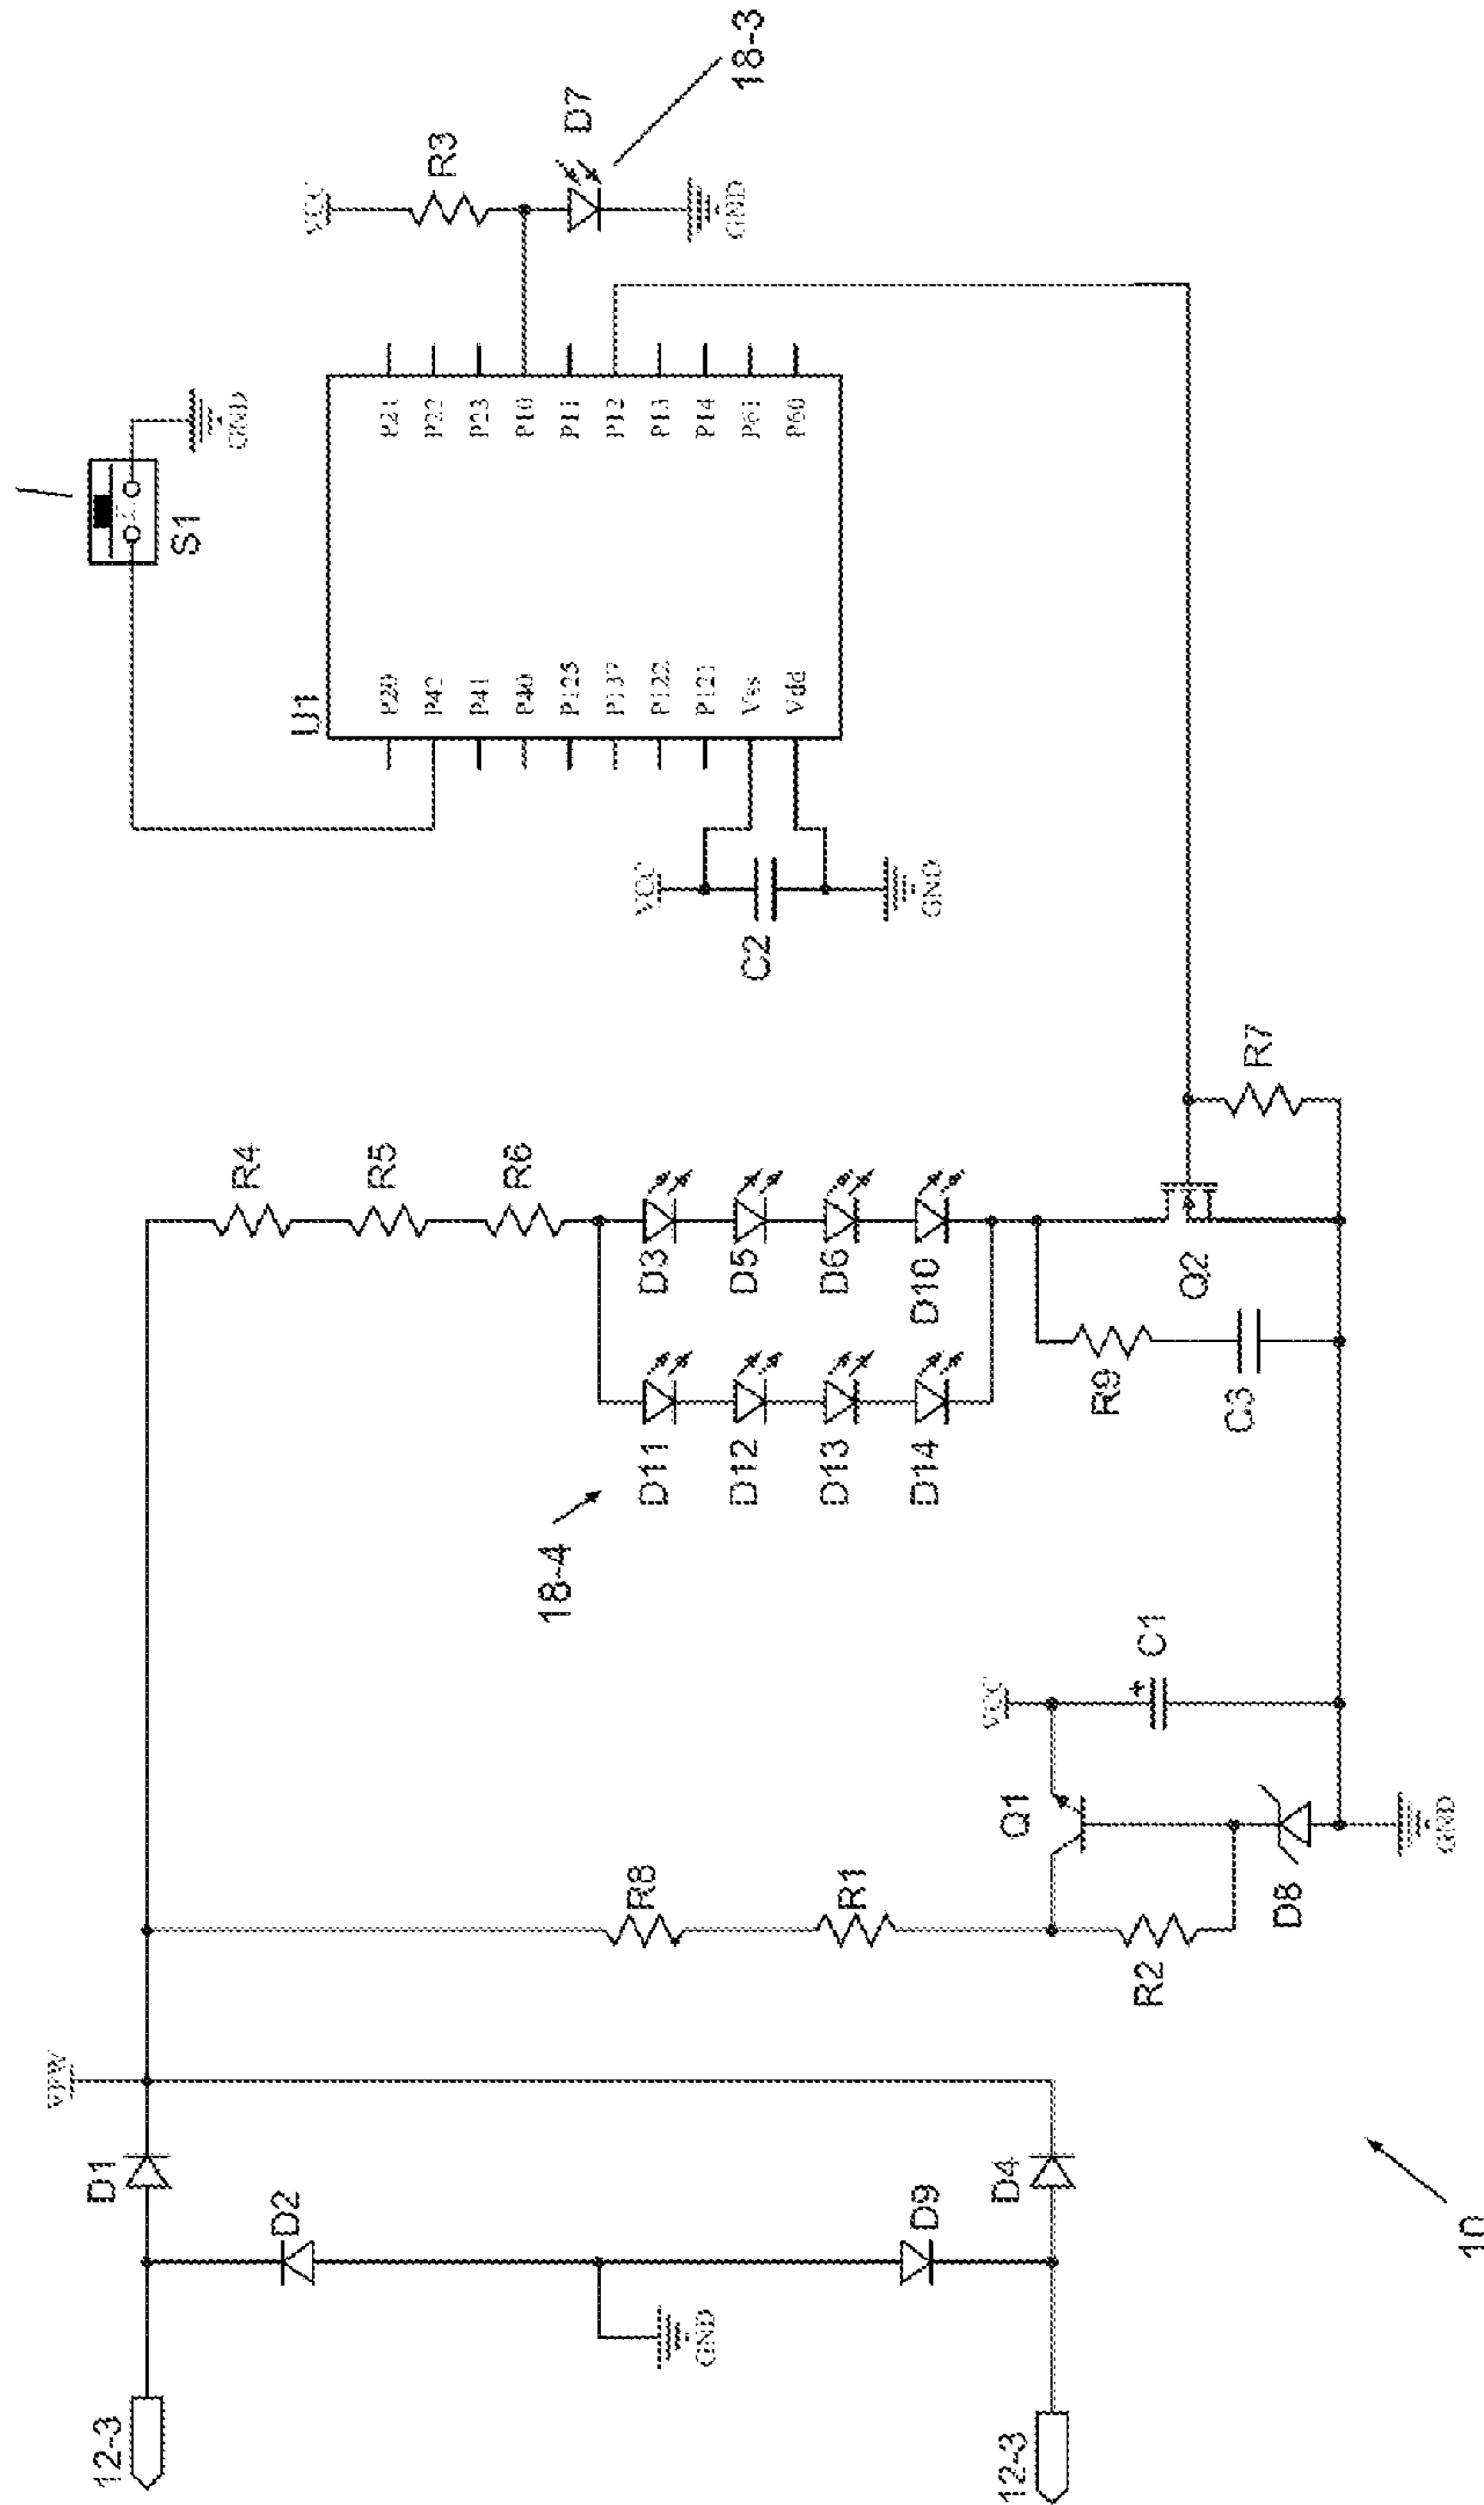 12-3
D1
D2
GND
D9
D4
12-3
VPW
R8
R1
R2
Q1
D8
GND
VCC
C1
18-4
R4
R5
R6
D11
D3
D12
D5
D13
D6
D14
D10
R9
C3
Q2
R7
S1
GND
U1
P20
P42
P41
P40
P125
P137
P122
P121
Vss
Vdd
P21
P22
P23
P10
P11
P12
P13
P14
P61
P60
VCC
C2
GND
VCC
R3
D7
GND
18-3
10